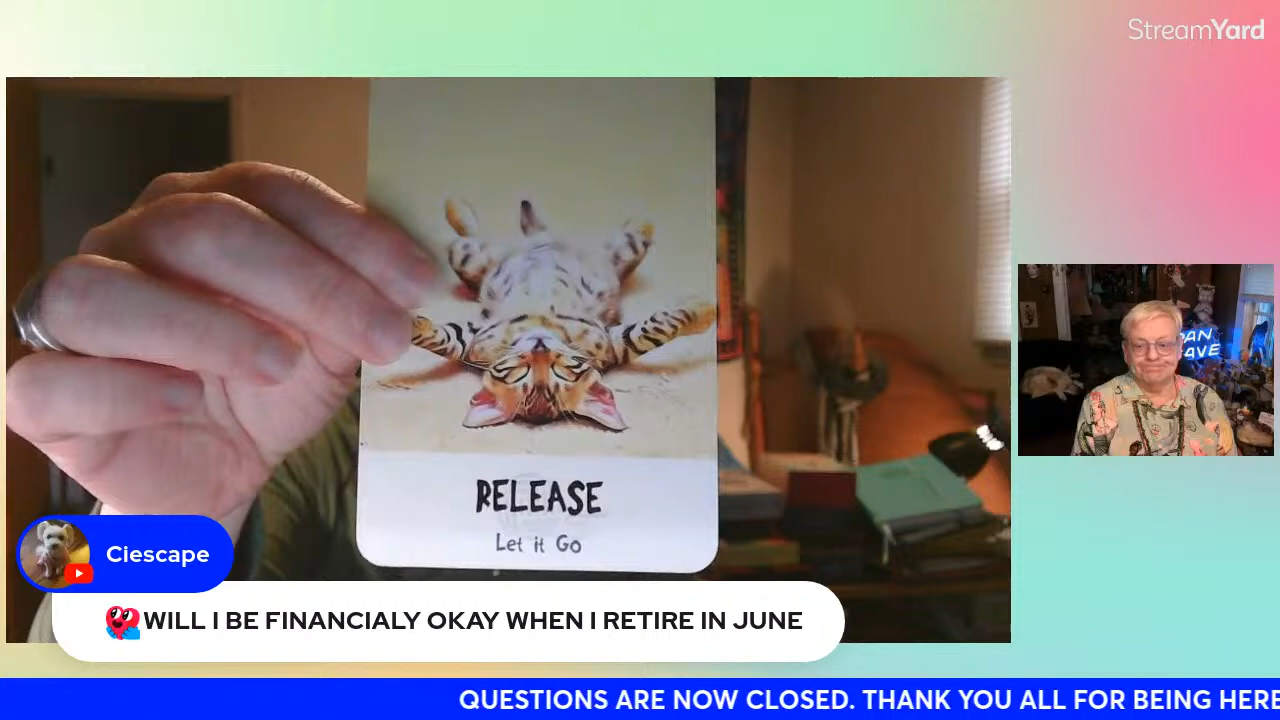 StreamYard
RELEASE
Let it Go
Ciescape
WILL I BE FINANCIALY OKAY WHEN I RETIRE IN JUNE
QUESTIONS ARE NOW CLOSED. THANK YOU ALL FOR BEING HERE